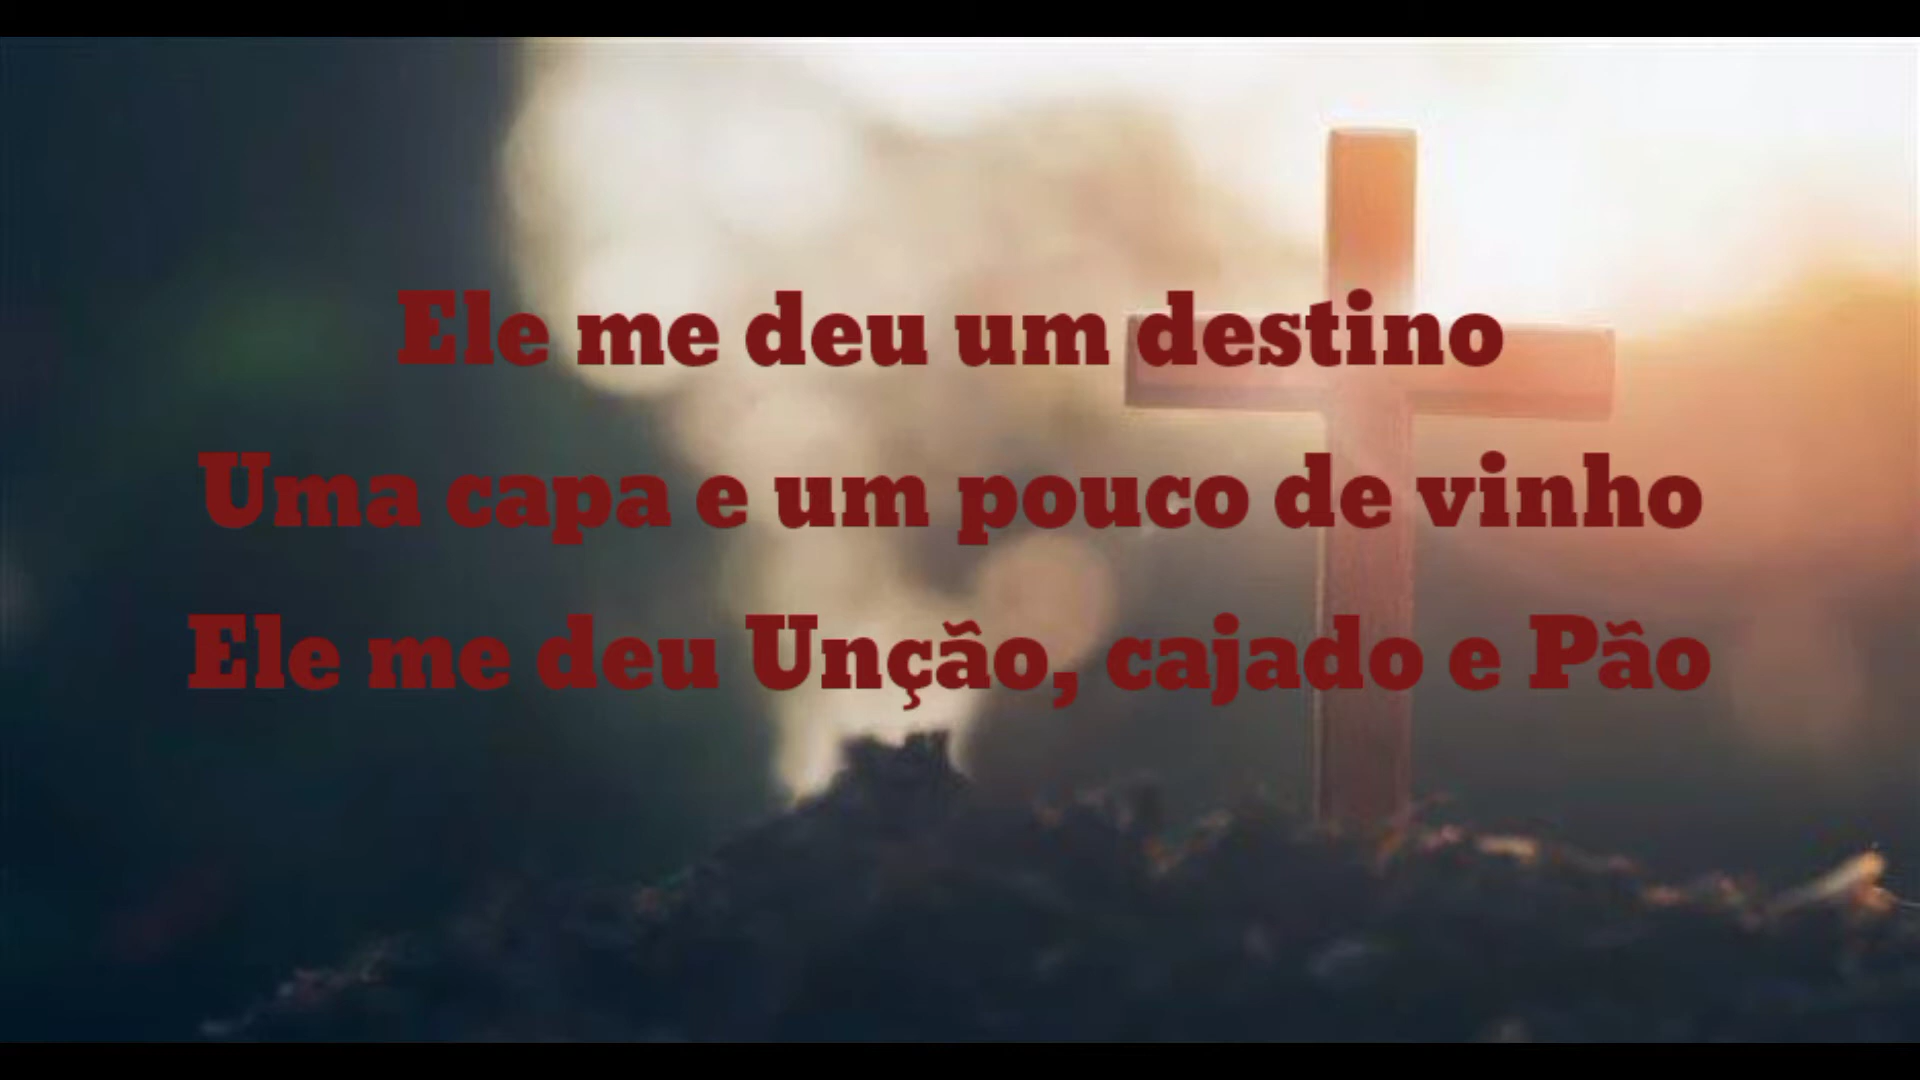 Ele me deu um destino
Uma capa e um pouco de vinho
Ele me deu Unção, cajado e Pão